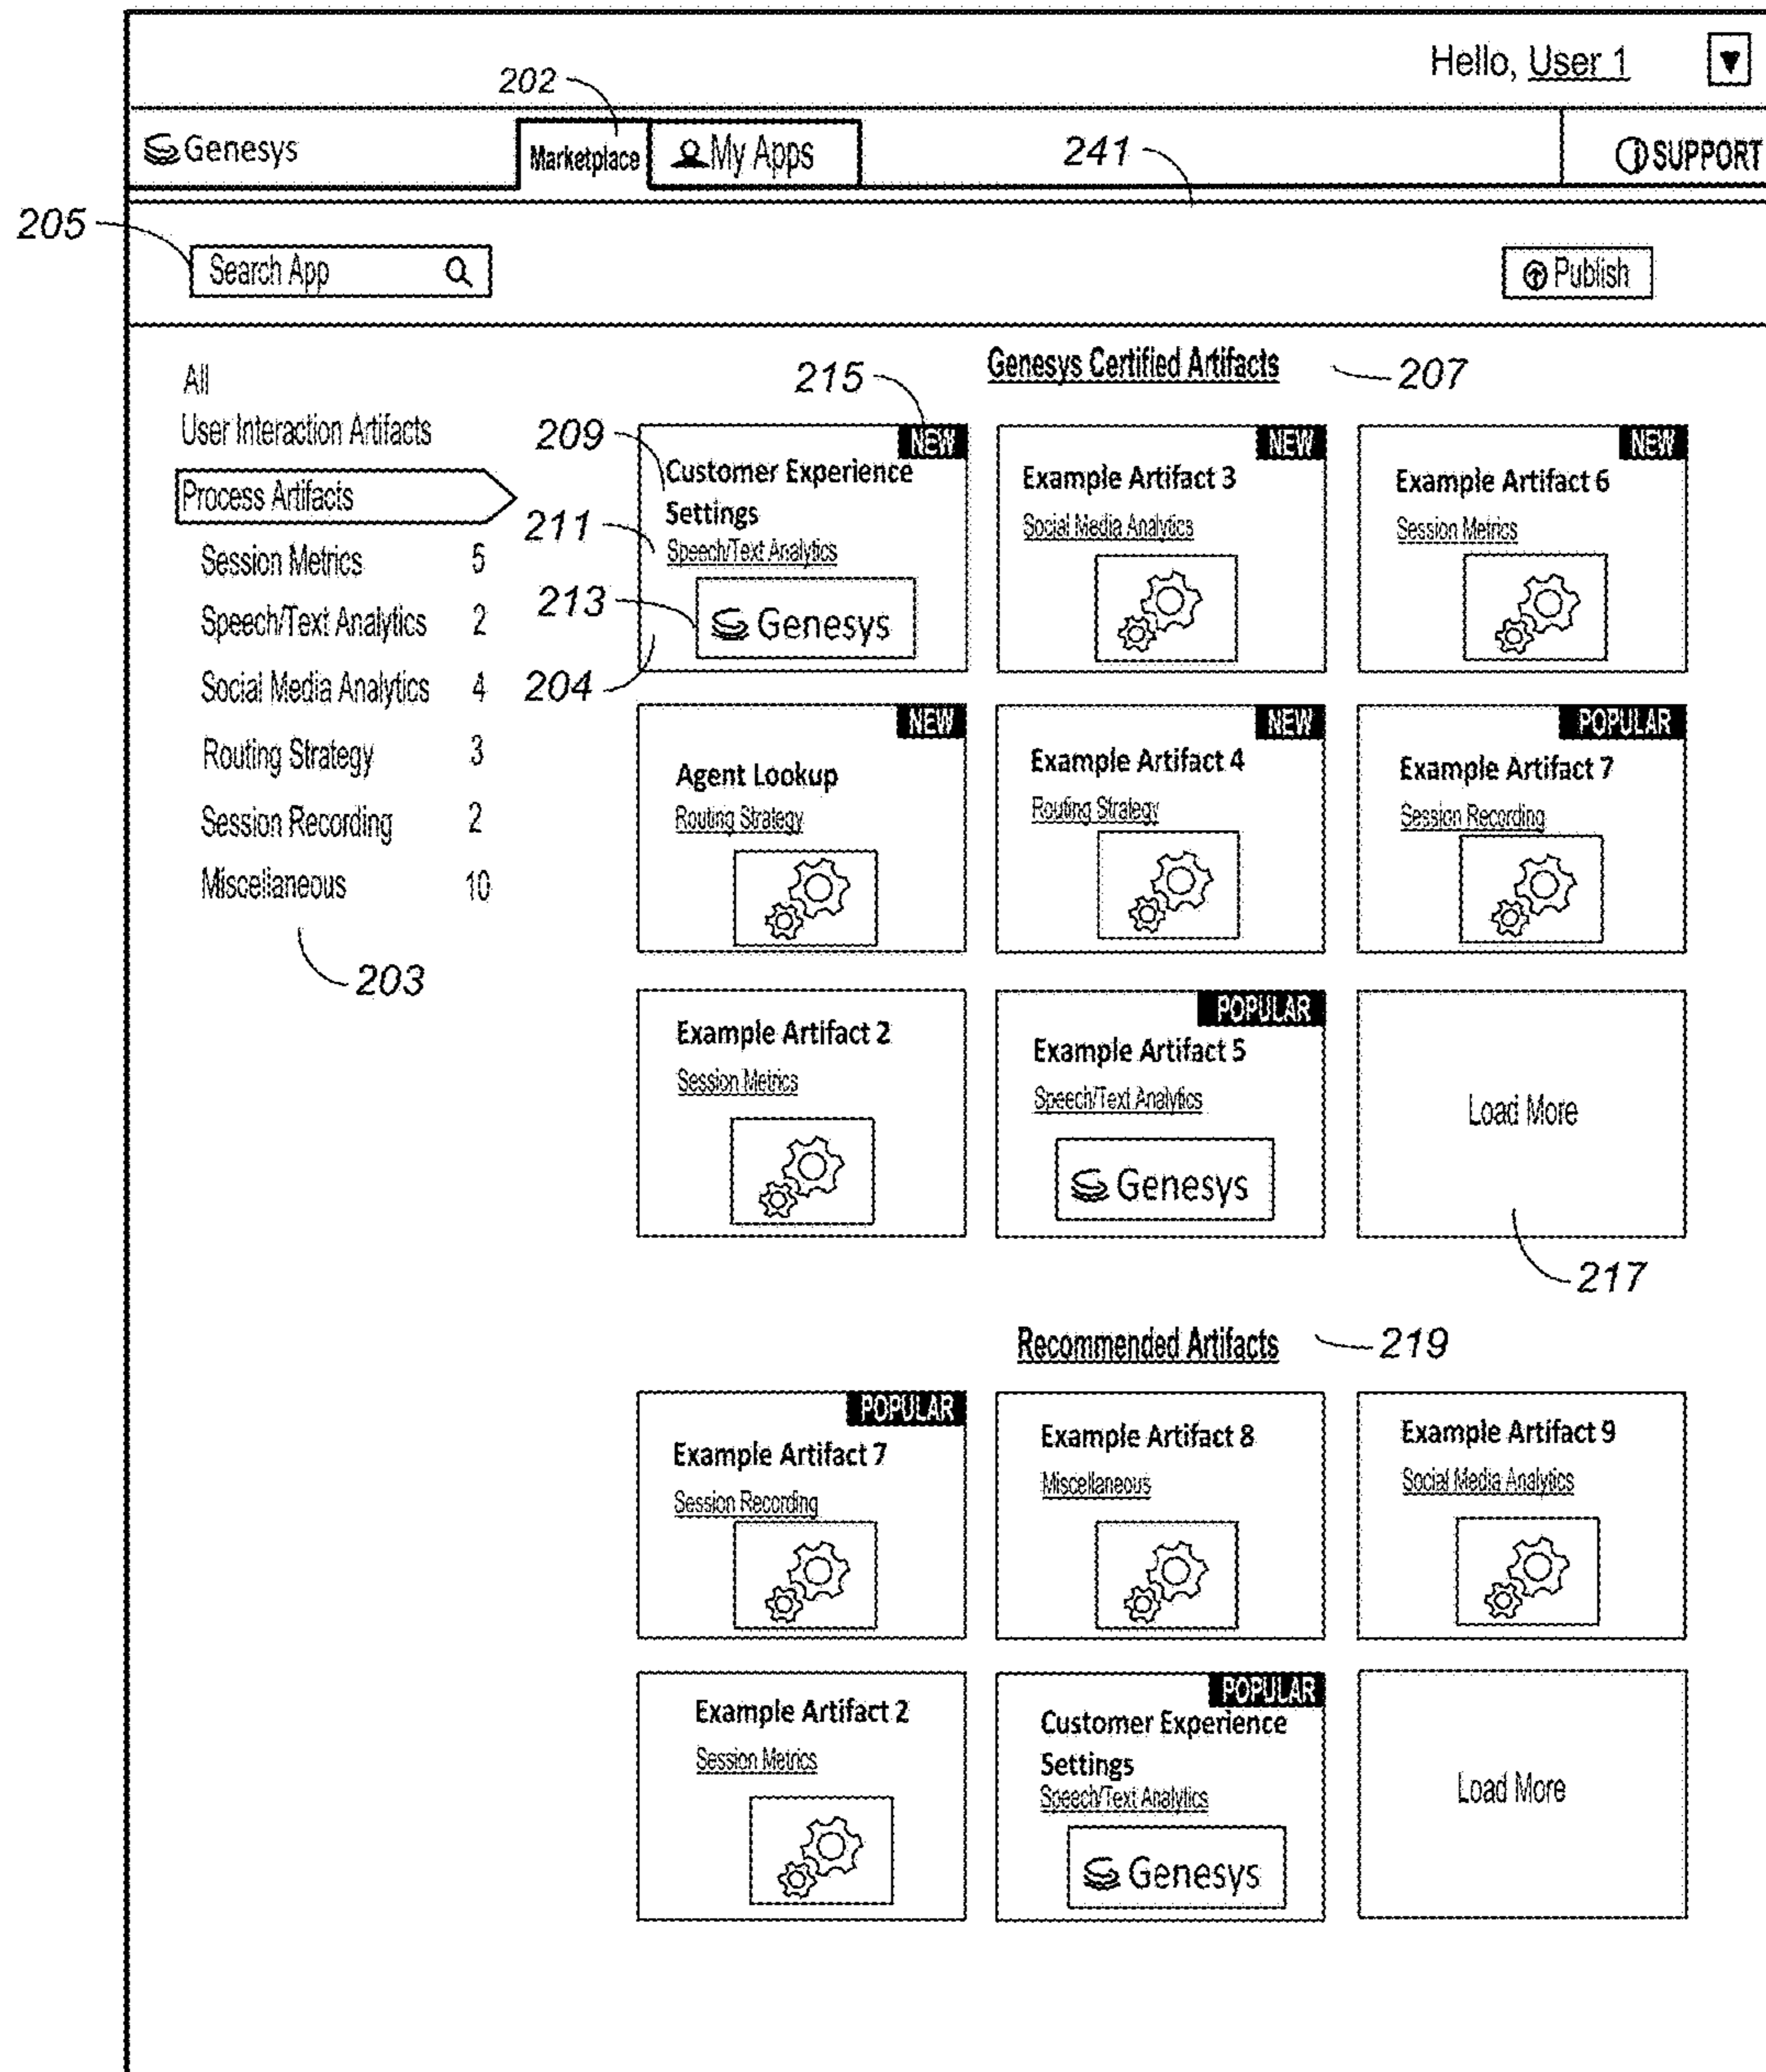 Hello, User 1
202
Genesys
Marketplace
My Apps
241
SUPPORT
205
Search App
Publish
All
User Interaction Artifacts
Process Artifacts
Session Metrics 5
Speech/Text Analytics 2
Social Media Analytics 4
Routing Strategy 3
Session Recording 2
Miscellaneous 10
203
Genesys Certified Artifacts
207
215
209
211
213
204
NEW
Customer Experience
Settings
Speech/Text Analytics
Genesys
NEW
Example Artifact 3
Social Media Analytics
NEW
Example Artifact 6
Session Metrics
NEW
Agent Lookup
Routing Strategy
NEW
Example Artifact 4
Routing Strategy
POPULAR
Example Artifact 7
Session Recording
Example Artifact 2
Session Metrics
POPULAR
Example Artifact 5
Speech/Text Analytics
Genesys
Load More
217
Recommended Artifacts
219
POPULAR
Example Artifact 7
Session Recording
Example Artifact 8
Miscellaneous
Example Artifact 9
Social Media Analytics
Example Artifact 2
Session Metrics
POPULAR
Customer Experience
Settings
Speech/Text Analytics
Genesys
Load More